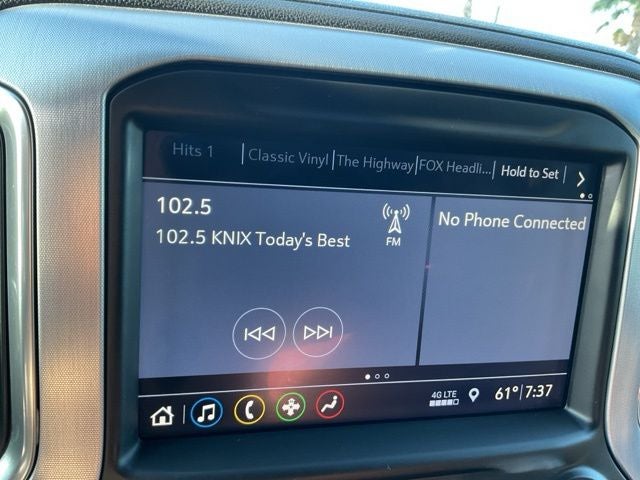 Hits 1 Classic Vinyl The Highway FOX Headli... Hold to Set
102.5
102.5 KNIX Today's Best
FM
No Phone Connected
4G LTE
61° 7:37